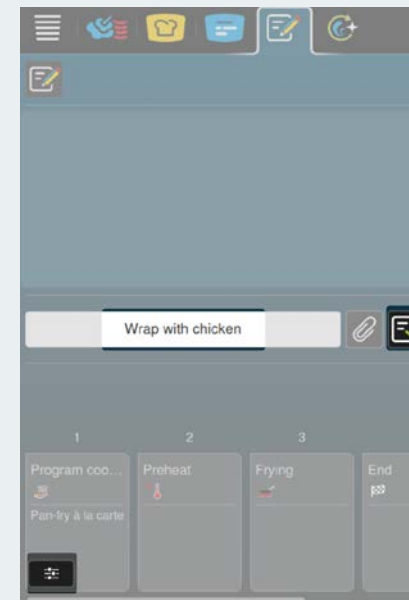 Wrap with chicken
1 2 3
Program coo... Preheat Frying End
Pan-fry à la carte